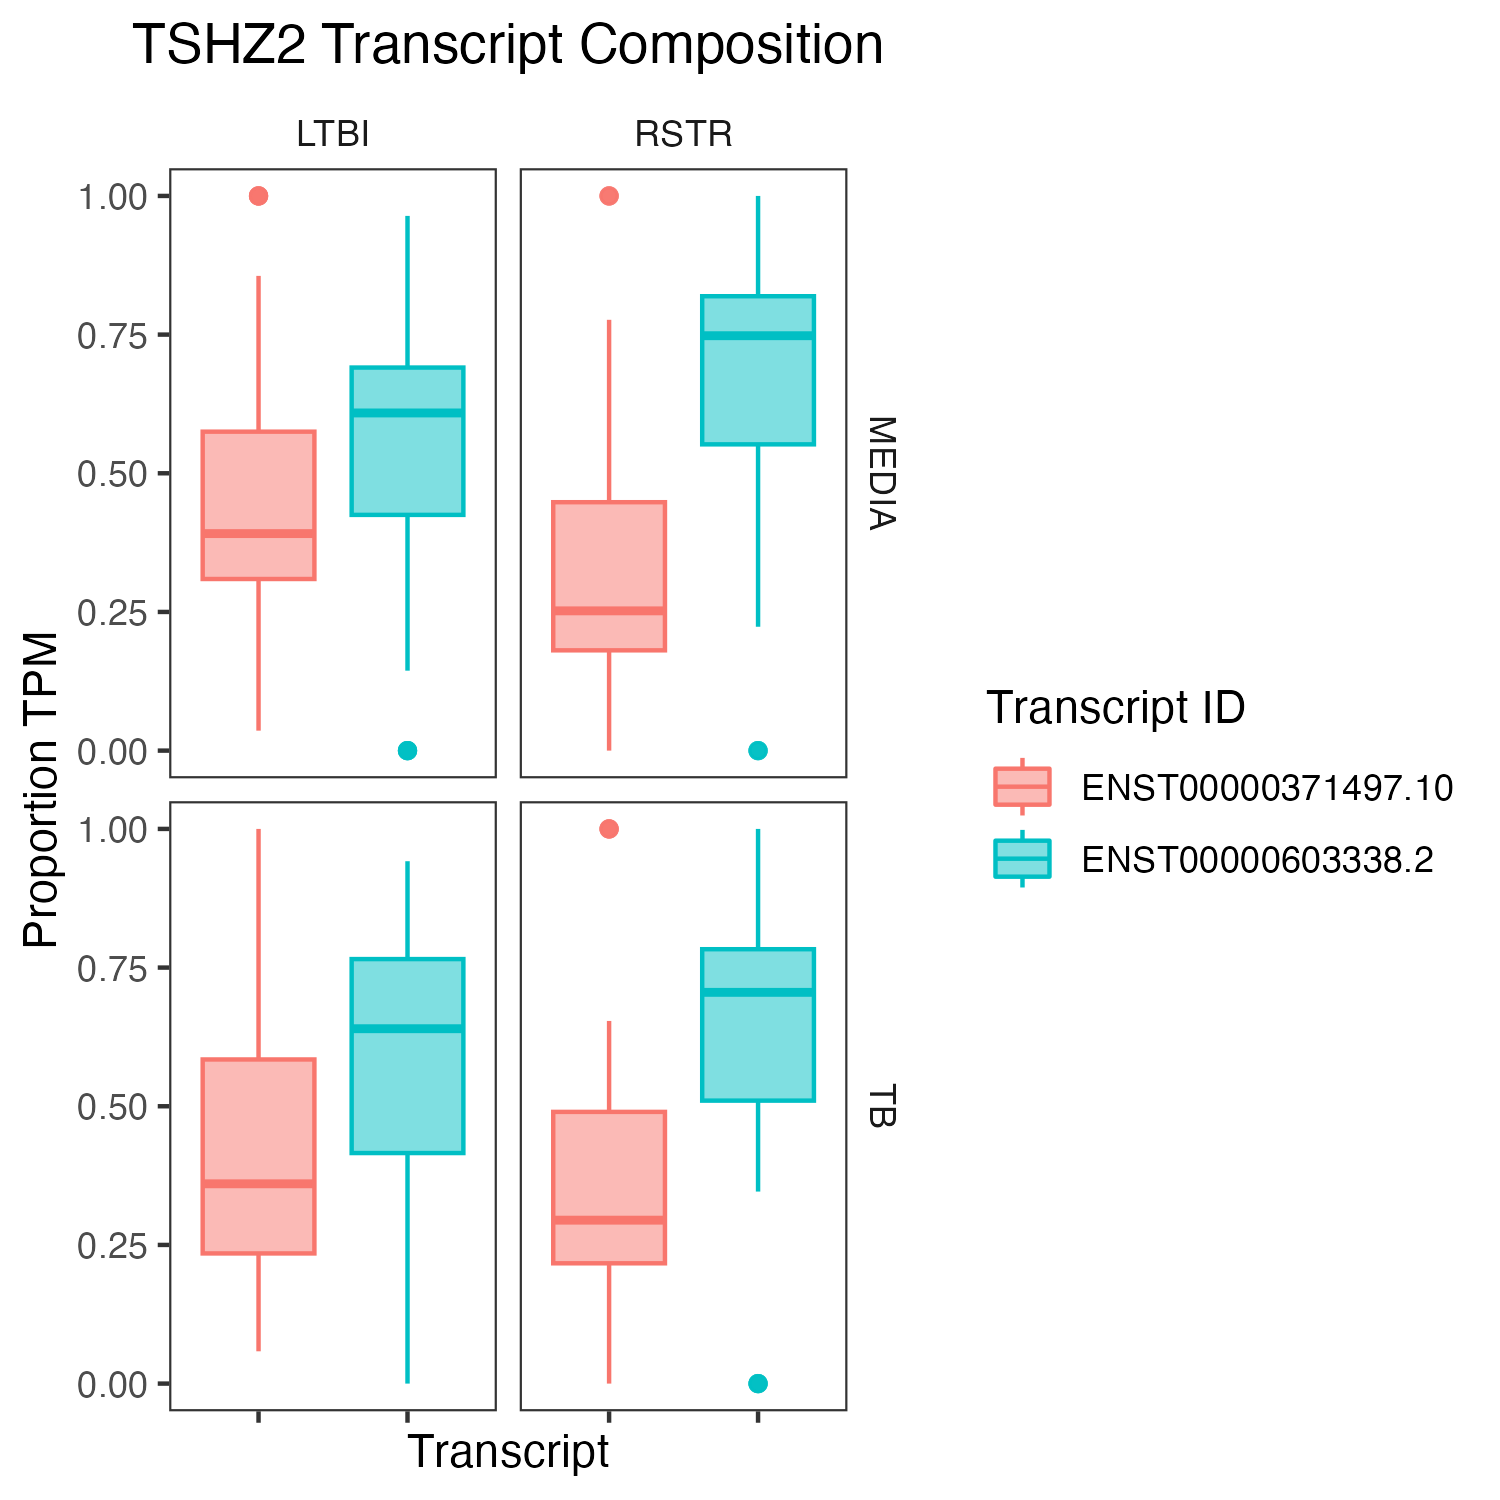 TSHZ2 Transcript Composition
LTBI
RSTR
1.00
0.75
0.50
0.25
0.00
MEDIA
1.00
0.75
0.50
0.25
0.00
TB
Proportion TPM
Transcript
Transcript ID
ENST00000371497.10
ENST00000603338.2